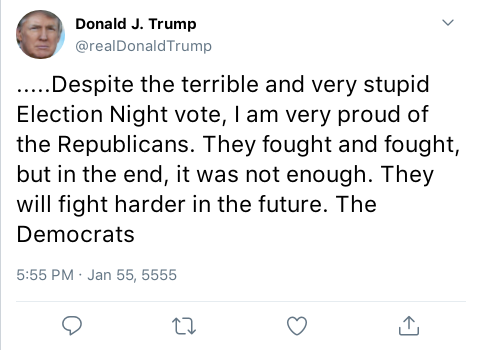 Donald J. Trump
@realDonaldTrump
.....Despite the terrible and very stupid
Election Night vote, I am very proud of
the Republicans. They fought and fought,
but in the end, it was not enough. They
will fight harder in the future. The
Democrats
5:55 PM · Jan 55, 5555